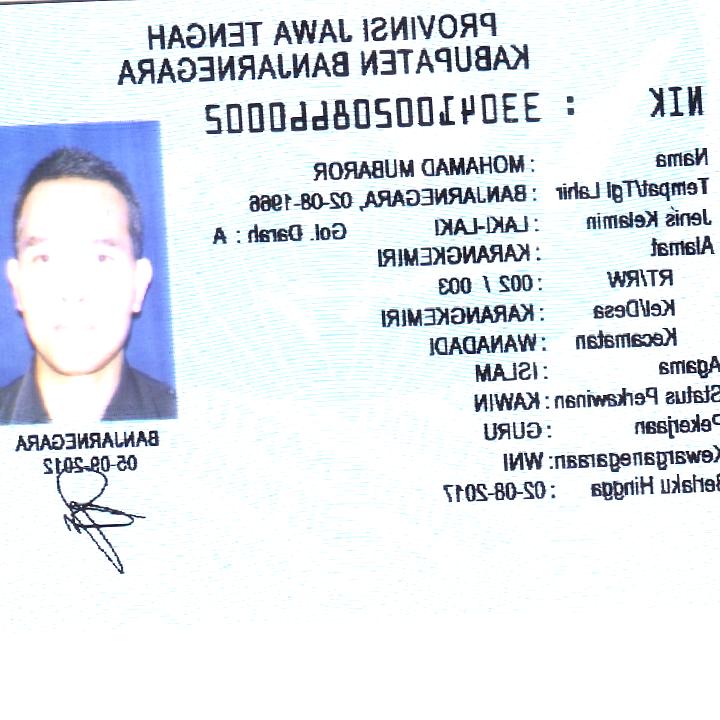 PROVINSI JAWA TENGAH
KABUPATEN BANJARNEGARA
NIK : 3304100208660002
Nama : MOHAMAD MUBAROR
Tempat/Tgl Lahir : BANJARNEGARA, 02-08-1966
Jenis Kelamin : LAKI-LAKI Gol. Darah : A
Alamat : KARANGKEMIRI
RT/RW : 002 / 003
Kel/Desa : KARANGKEMIRI
Kecamatan : WANADADI
Agama : ISLAM
Status Perkawinan : KAWIN
Pekerjaan : GURU
Kewarganegaraan: WNI
Berlaku Hingga : 02-08-2017
BANJARNEGARA
05-09-2012